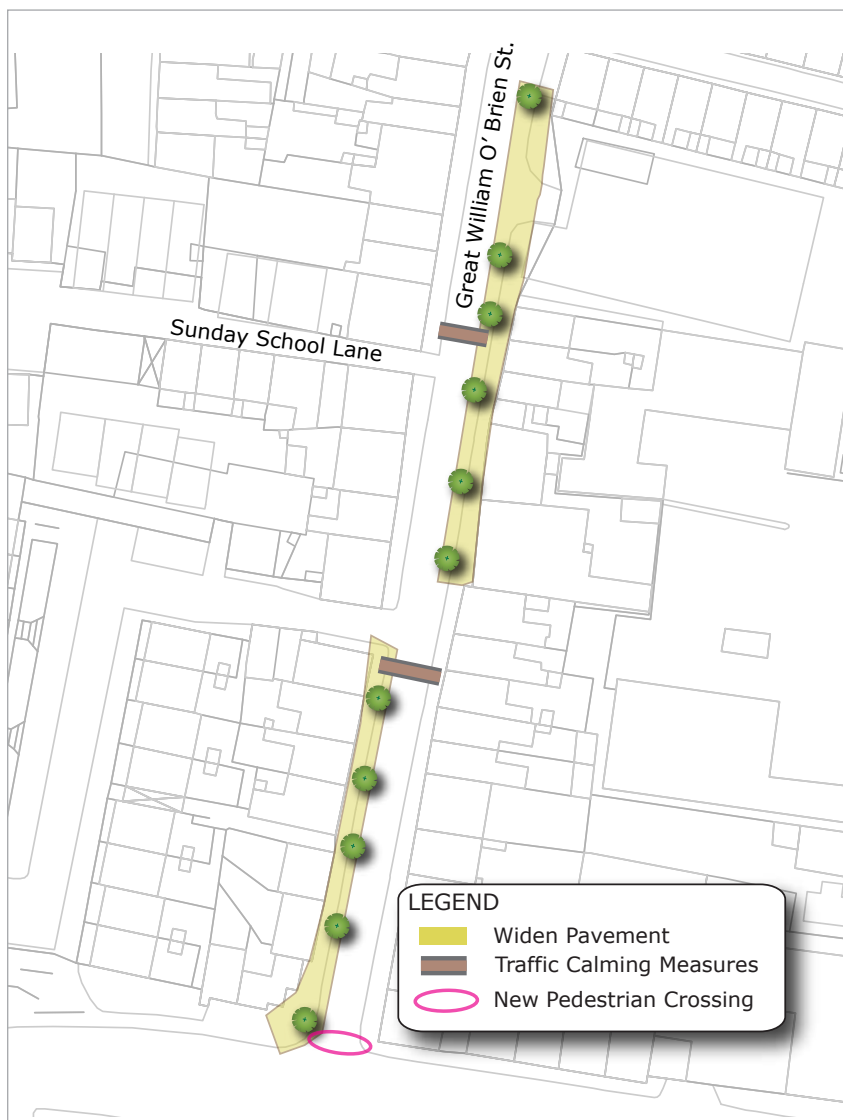 Great William O' Brien St.
Sunday School Lane
LEGEND
Widen Pavement
Traffic Calming Measures
New Pedestrian Crossing